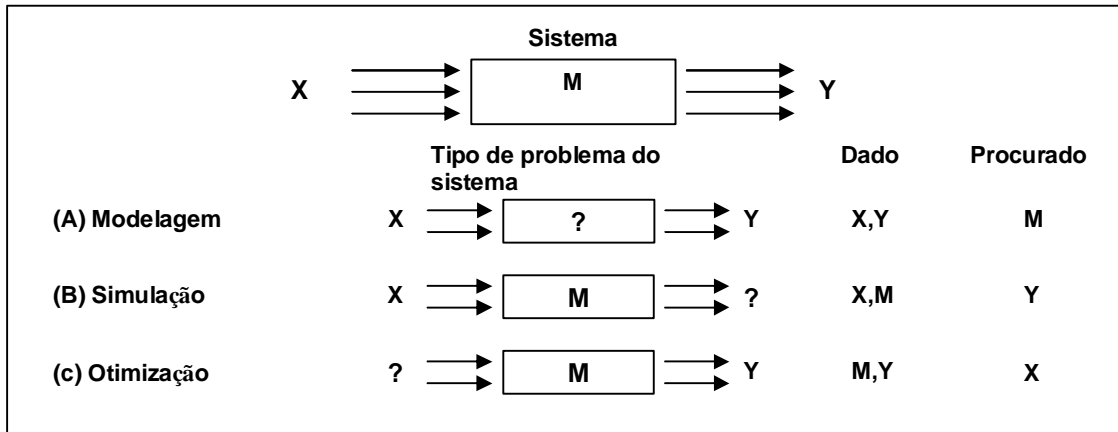 Sistema
X M Y
Tipo de problema do Dado Procurado
sistema
(A) Modelagem X ? Y X,Y M
(B) Simulação X M ? X,M Y
(c) Otimização ? M Y M,Y X